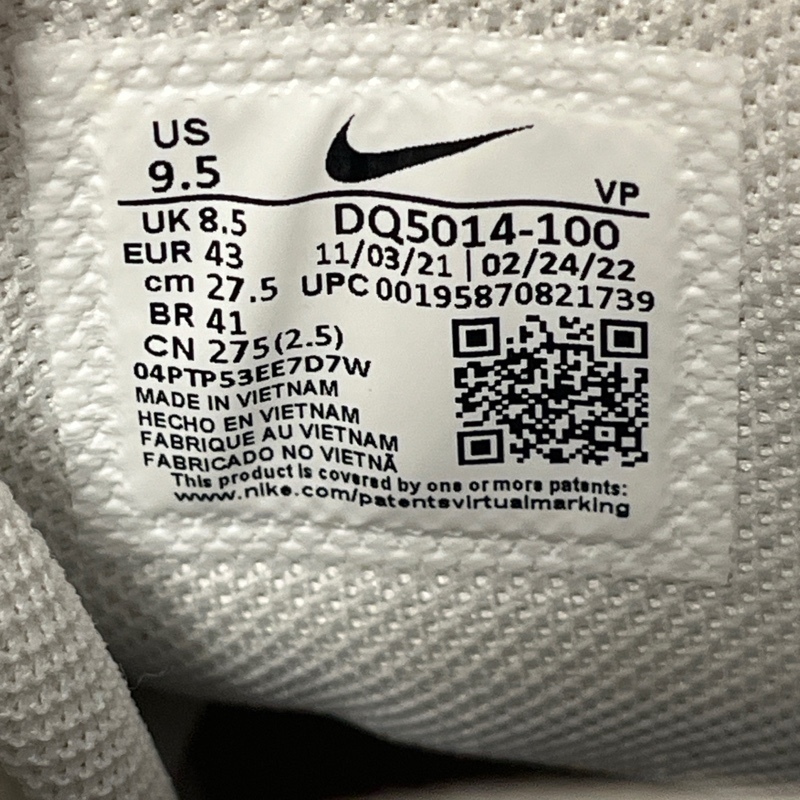 US
9.5
VP
UK 8.5
DQ5014-100
EUR 43
11/03/21 | 02/24/22
cm 27.5
UPC 00195870821739
BR 41
CN 275(2.5)
04PTP53EE7D7W
MADE IN VIETNAM
HECHO EN VIETNAM
FABRIQUE AU VIETNAM
FABRICADO NO VIETNÃ
This product is covered by one or more patents:
www.nike.com/patentsvirtualmarking